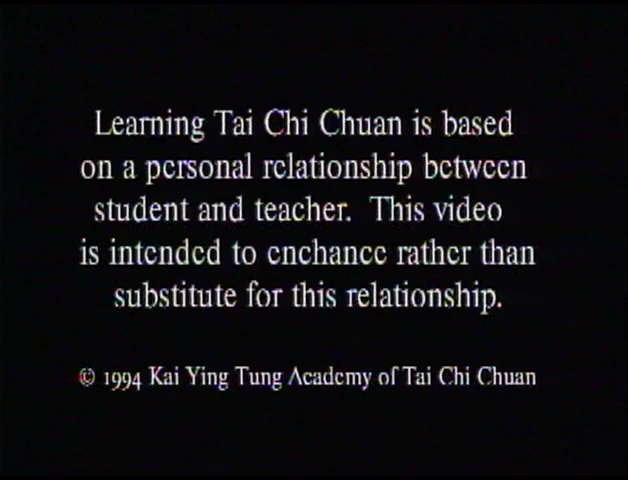 Learning Tai Chi Chuan is based
on a personal relationship between
student and teacher. This video
is intended to enchance rather than
substitute for this relationship.
© 1994 Kai Ying Tung Academy of Tai Chi Chuan